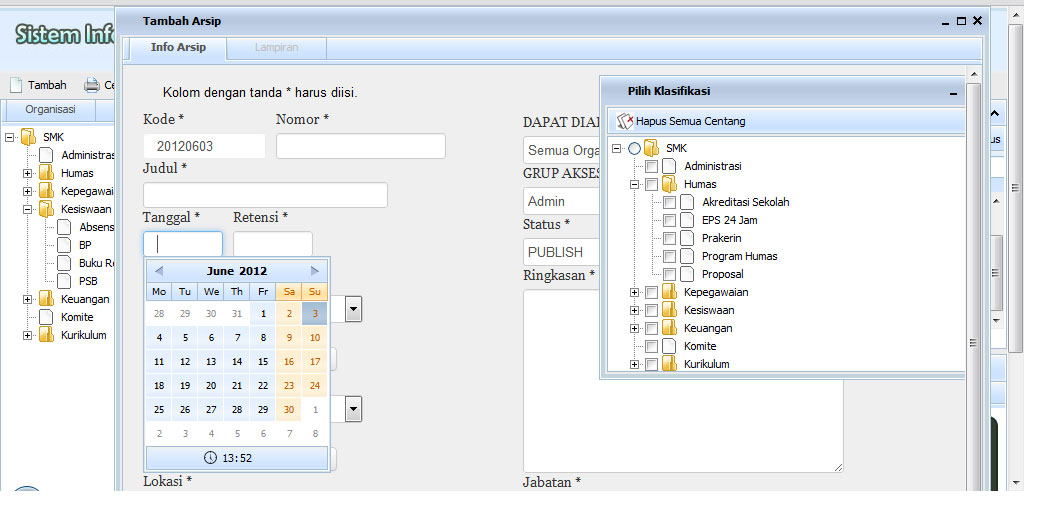 Sistem Inf
Tambah
Organisasi
SMK
Administras
Humas
Kepegawai
Kesiswaan
Absens
BP
Buku R
PSB
Keuangan
Komite
Kurikulum
Tambah Arsip
Info Arsip
Lampiran
Kolom dengan tanda * harus diisi.
Kode * Nomor *
20120603
Judul *
Tanggal * Retensi *
June 2012
Mo Tu We Th Fr Sa Su
28 29 30 31 1 2 3
4 5 6 7 8 9 10
11 12 13 14 15 16 17
18 19 20 21 22 23 24
25 26 27 28 29 30 1
2 3 4 5 6 7 8
13:52
Lokasi *
DAPAT DIA
Semua Orga
GRUP AKSES
Admin
Status *
PUBLISH
Ringkasan *
Jabatan *
Pilih Klasifikasi
Hapus Semua Centang
SMK
Administrasi
Humas
Akreditasi Sekolah
EPS 24 Jam
Prakerin
Program Humas
Proposal
Kepegawaian
Kesiswaan
Keuangan
Komite
Kurikulum
us